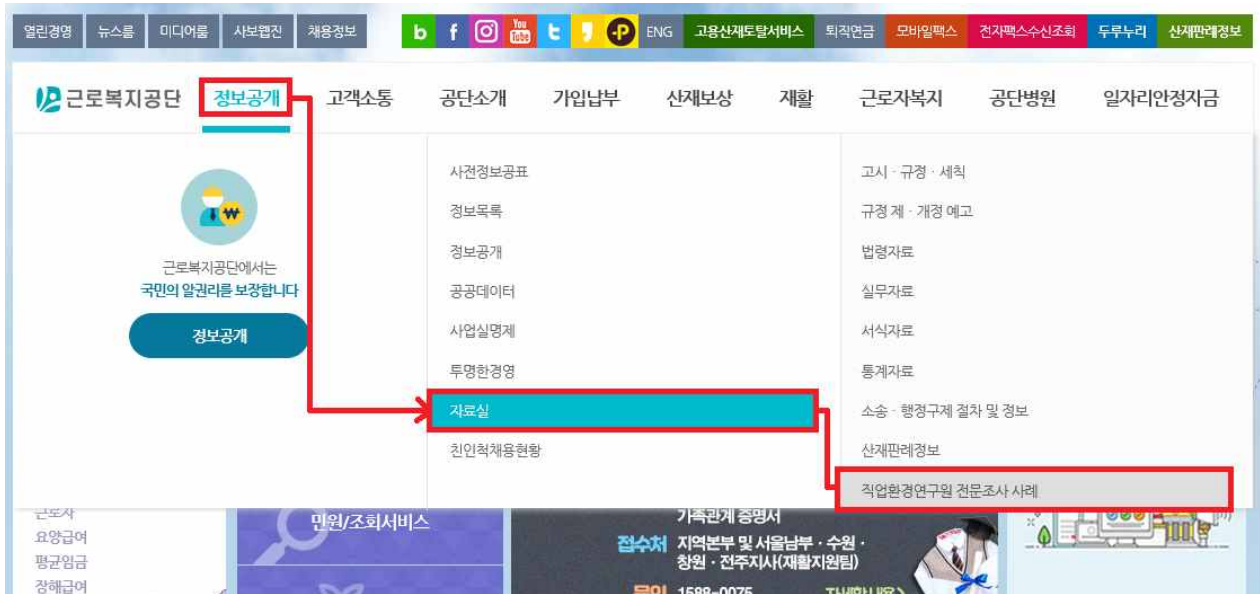 열린경영 뉴스룸 미디어룸 사보웹진 채용정보 b f You Tube ENG 고용산재토탈서비스 퇴직연금 모바일팩스 전자팩스수신조회 두루누리 산재판례정보
근로복지공단 정보공개 고객소통 공단소개 가입납부 산재보상 재활 근로자복지 공단병원 일자리안정자금
근로복지공단에서는
국민의 알권리를 보장합니다
정보공개
사전정보공표
정보목록
정보공개
공공데이터
사업실명제
투명한경영
자료실
친인척채용현황
고시 · 규정 · 세칙
규정 제 · 개정 예고
법령자료
실무자료
서식자료
통계자료
소송 · 행정구제 절차 및 정보
산재판례정보
직업환경연구원 전문조사 사례
근로자
요양급여
평균임금
장해급여
민원/조회서비스
가족관계 증명서
접수처 지역본부 및 서울남부 · 수원 ·
창원 · 전주지사(재활지원팀)
문의 1588-0075 자세한 내용 >